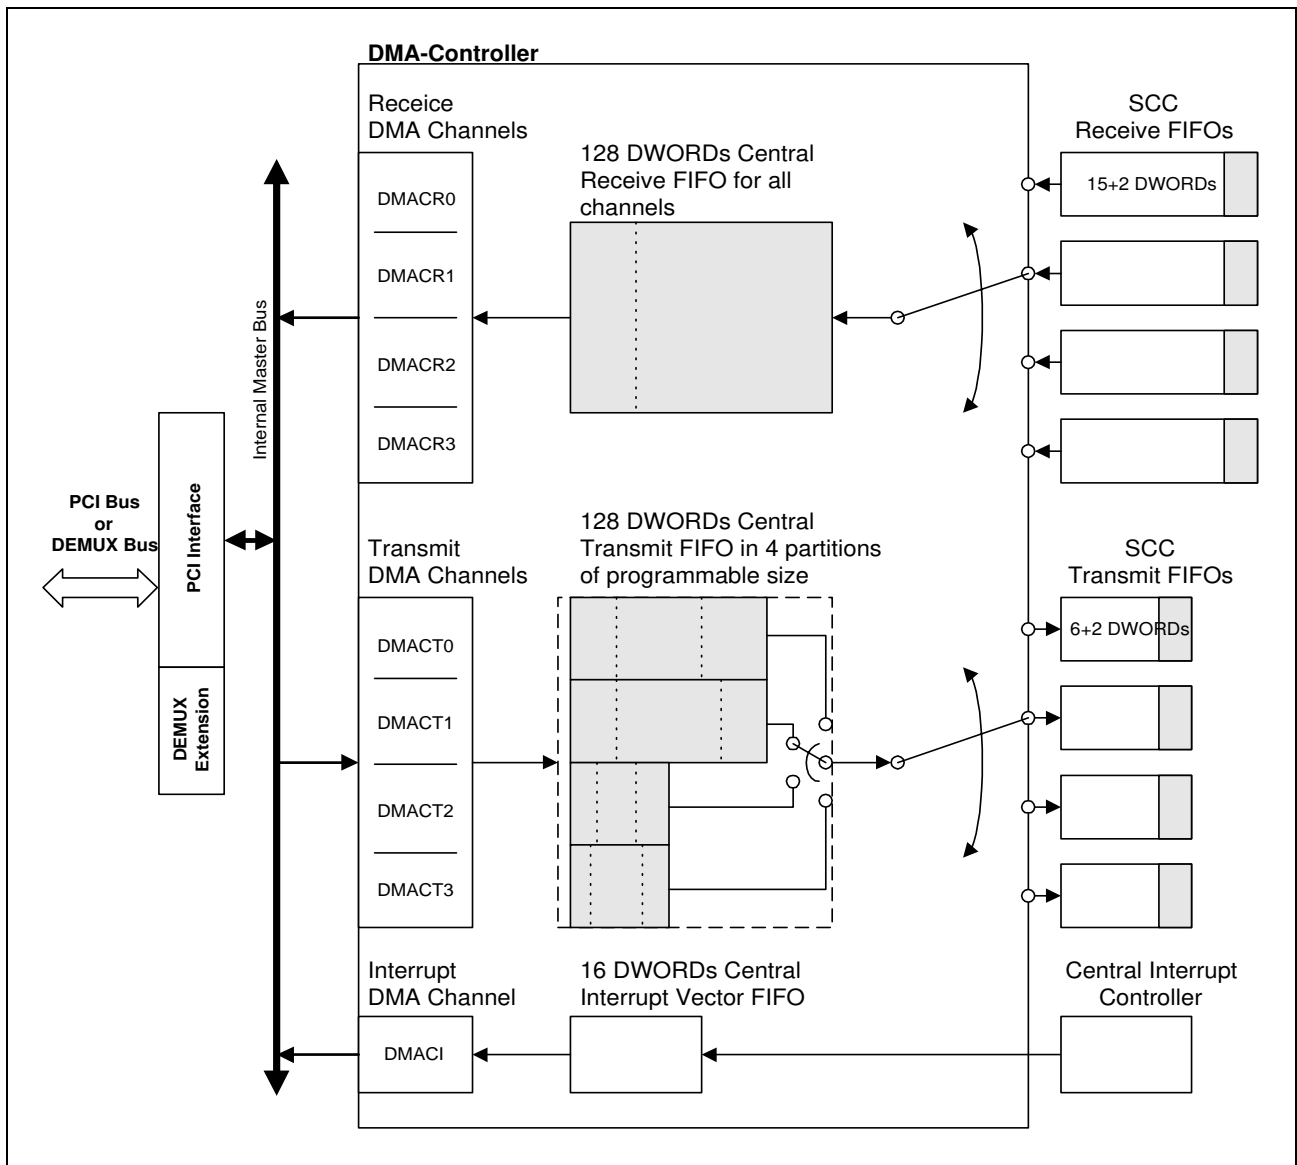 DMA-Controller
Receice
DMA Channels
128 DWORDs Central
Receive FIFO for all
channels
SCC
Receive FIFOs
DMACR0
DMACR1
DMACR2
DMACR3
15+2 DWORDs
Internal Master Bus
PCI Bus
or
DEMUX Bus
PCI Interface
DEMUX
Extension
Transmit
DMA Channels
128 DWORDs Central
Transmit FIFO in 4 partitions
of programmable size
SCC
Transmit FIFOs
DMACT0
DMACT1
DMACT2
DMACT3
6+2 DWORDs
Interrupt
DMA Channel
16 DWORDs Central
Interrupt Vector FIFO
Central Interrupt
Controller
DMACI